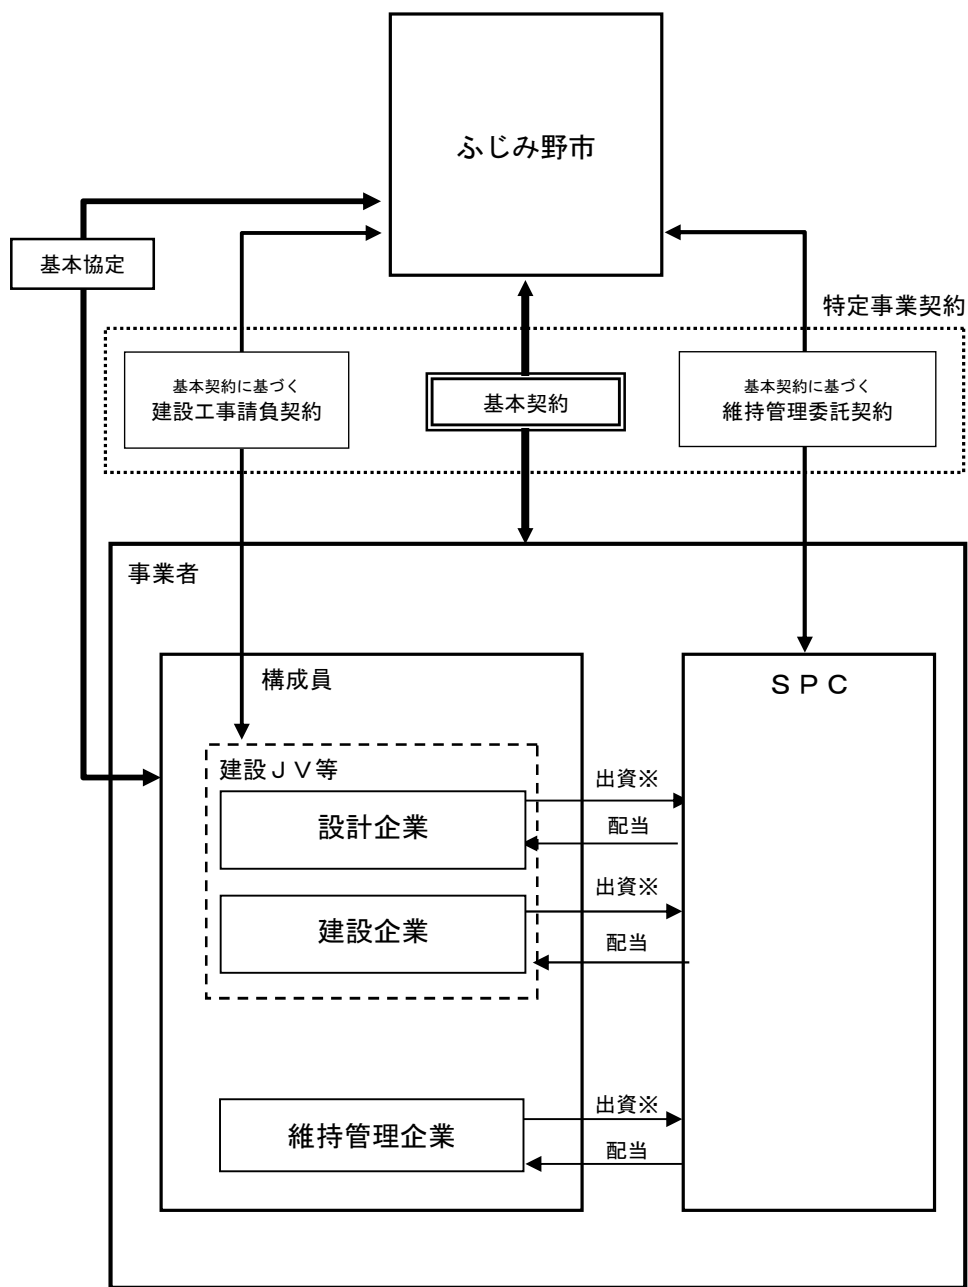 ふじみ野市
基本協定
特定事業契約
基本契約に基づく
建設工事請負契約
基本契約
基本契約に基づく
維持管理委託契約
事業者
構成員
ＳＰＣ
建設ＪＶ等
設計企業
出資※
配当
建設企業
出資※
配当
維持管理企業
出資※
配当